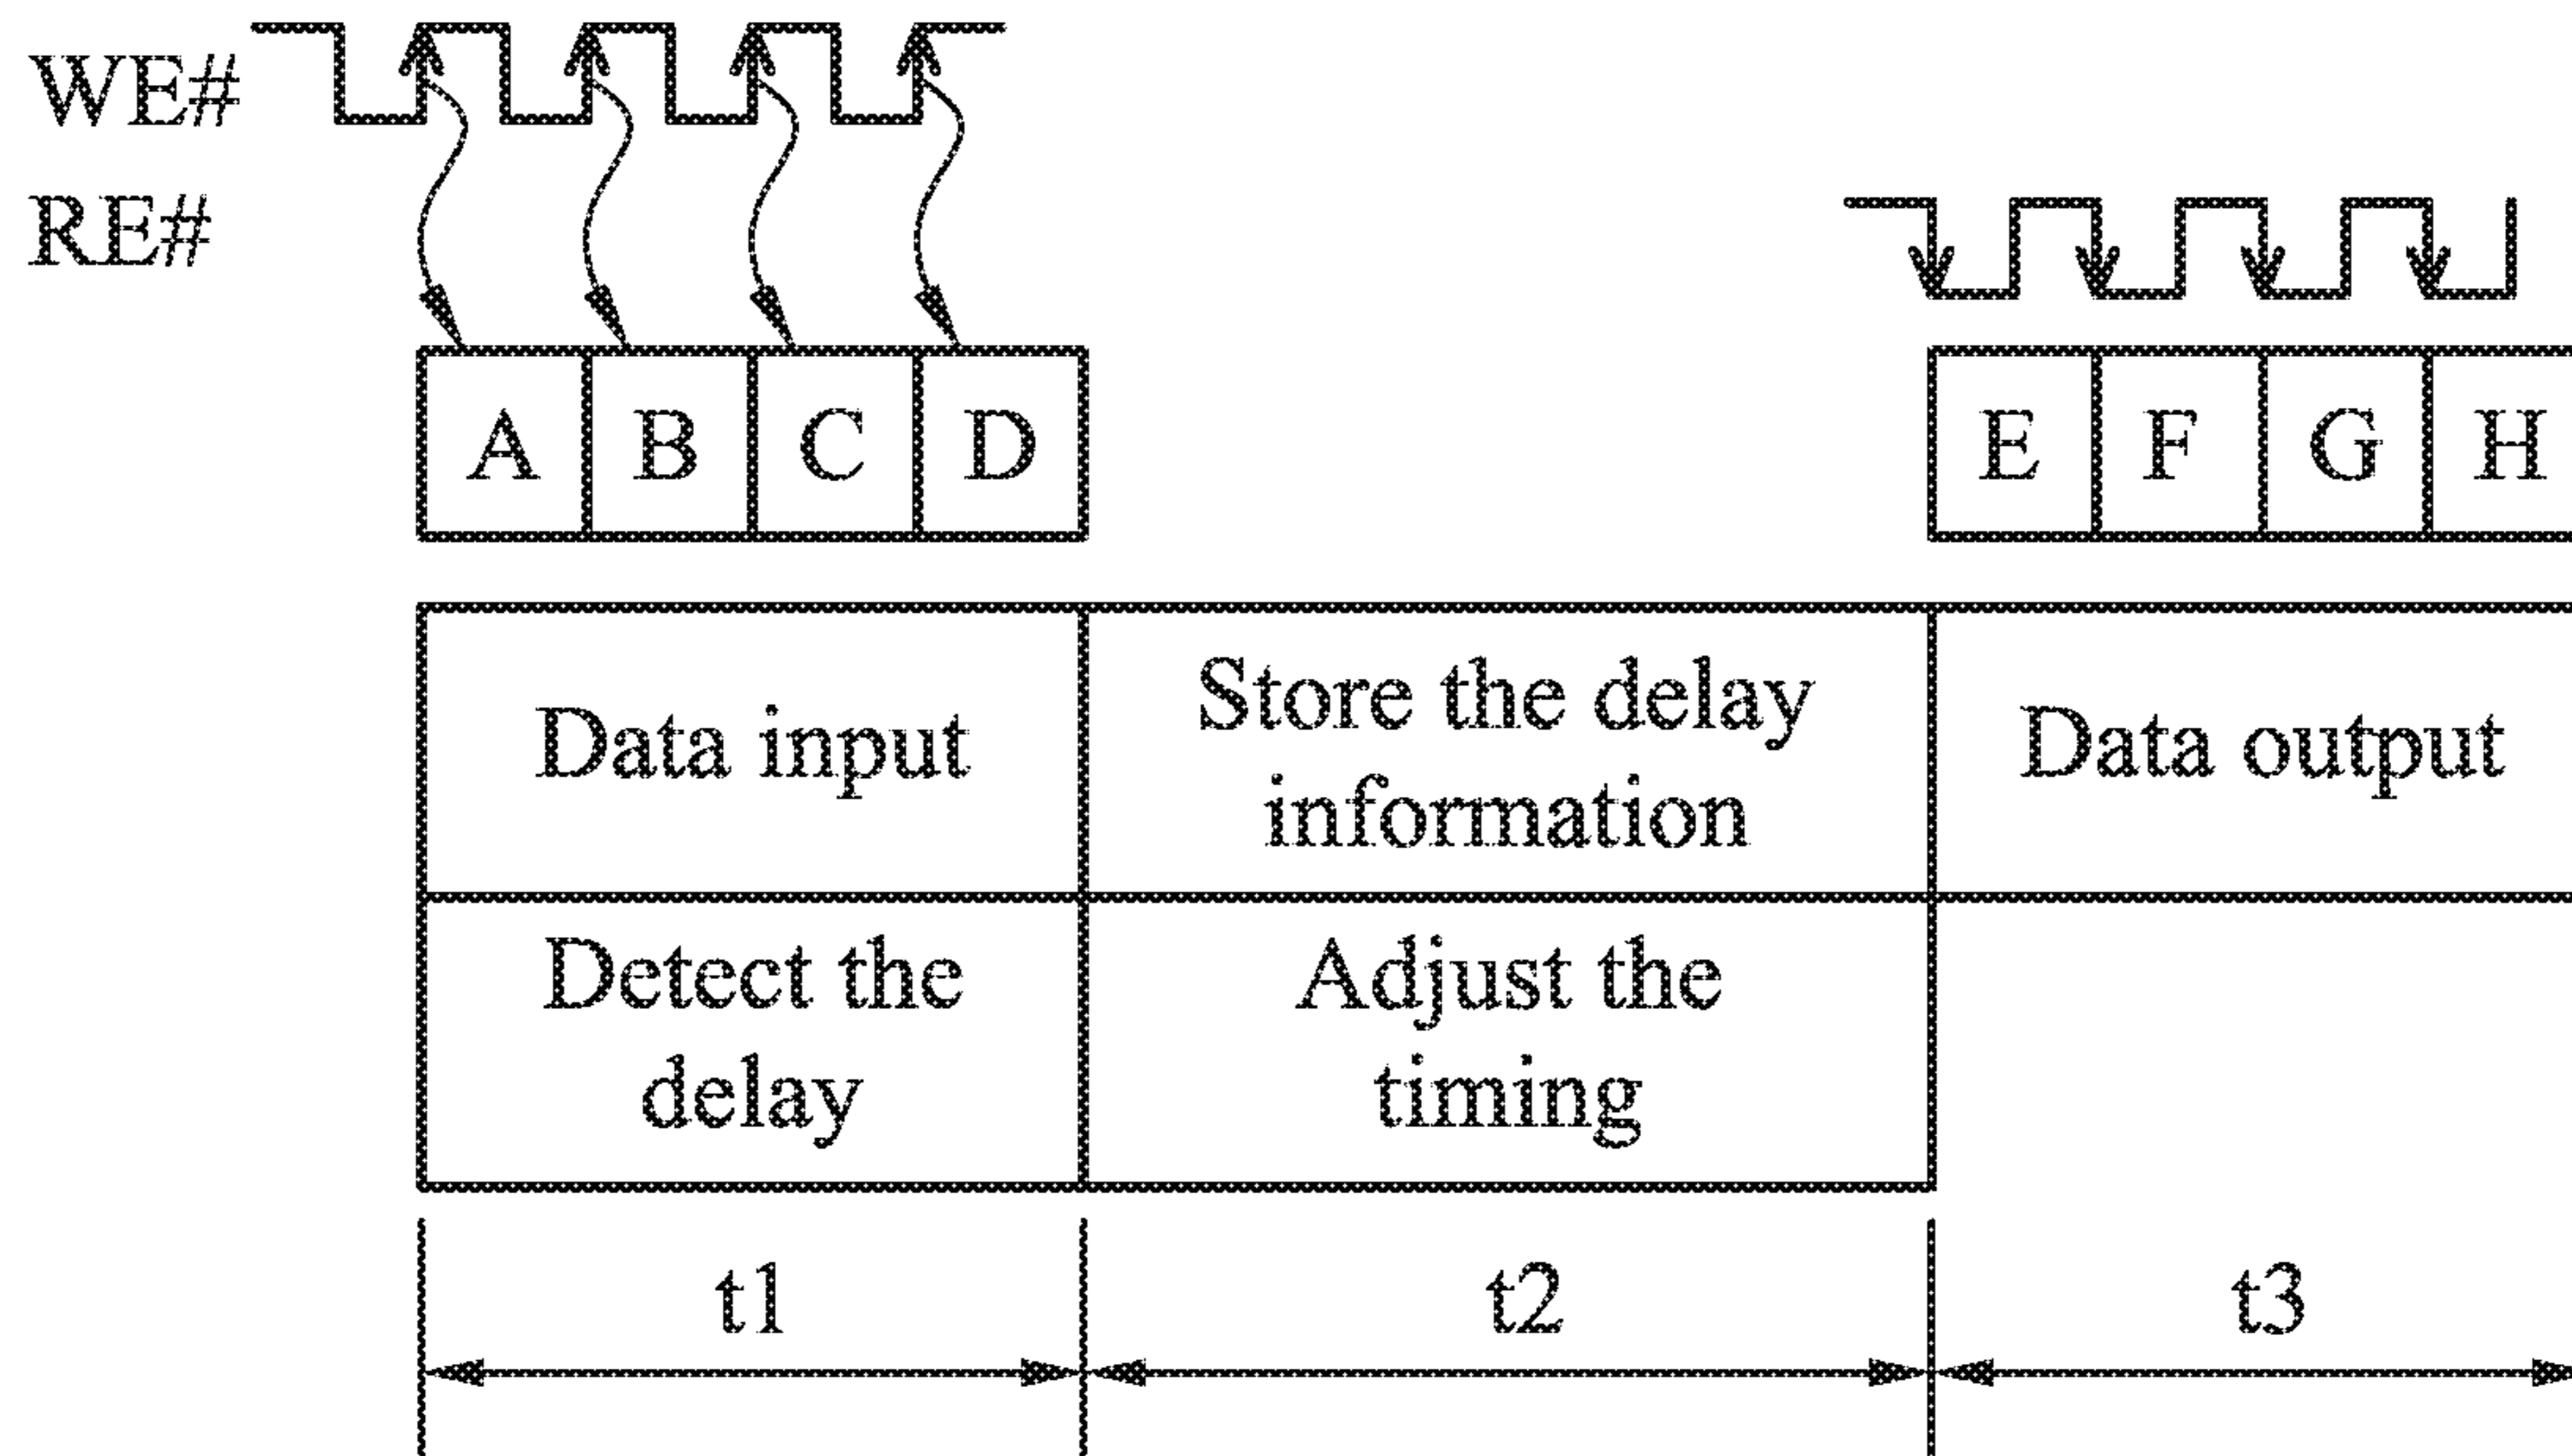 WE#
RE#
A B C D E F G H
Data input
Store the delay
information
Data output
Detect the
delay
Adjust the
timing
t1 t2 t3